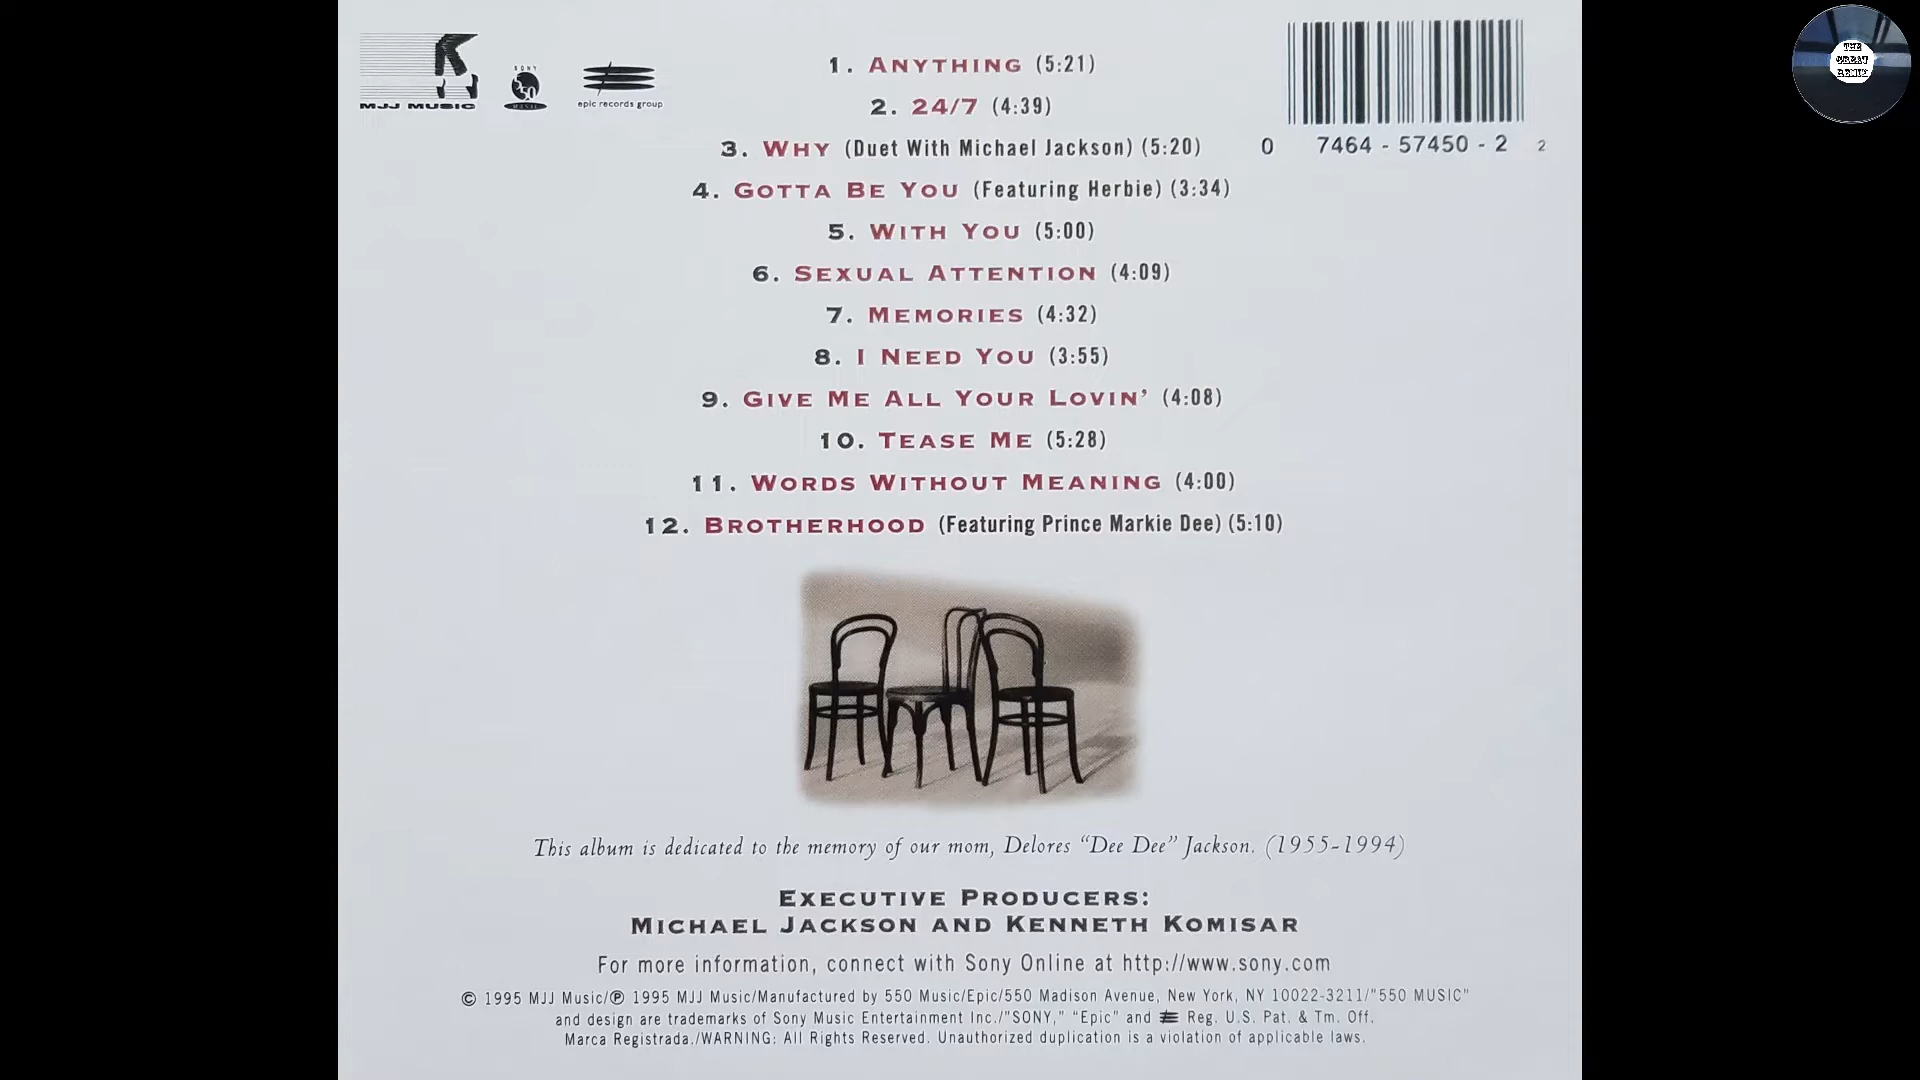 MJJ MUSIC
SONY
550
MUSIC
epic records group
1. ANYTHING (5:21)
2. 24/7 (4:39)
3. WHY (Duet With Michael Jackson) (5:20)
4. GOTTA BE YOU (Featuring Herbie) (3:34)
5. WITH YOU (5:00)
6. SEXUAL ATTENTION (4:09)
7. MEMORIES (4:32)
8. I NEED YOU (3:55)
9. GIVE ME ALL YOUR LOVIN’ (4:08)
10. TEASE ME (5:28)
11. WORDS WITHOUT MEANING (4:00)
12. BROTHERHOOD (Featuring Prince Markie Dee) (5:10)
0 7464 - 57450 - 2 2
THE
GREAT
REMIX
This album is dedicated to the memory of our mom, Delores “Dee Dee” Jackson. (1955-1994)
EXECUTIVE PRODUCERS:
MICHAEL JACKSON AND KENNETH KOMISAR
For more information, connect with Sony Online at http://www.sony.com
© 1995 MJJ Music/℗ 1995 MJJ Music/Manufactured by 550 Music/Epic/550 Madison Avenue, New York, NY 10022-3211/"550 MUSIC"
and design are trademarks of Sony Music Entertainment Inc./"SONY," “Epic” and Reg. U.S. Pat. & Tm. Off.
Marca Registrada./WARNING: All Rights Reserved. Unauthorized duplication is a violation of applicable laws.